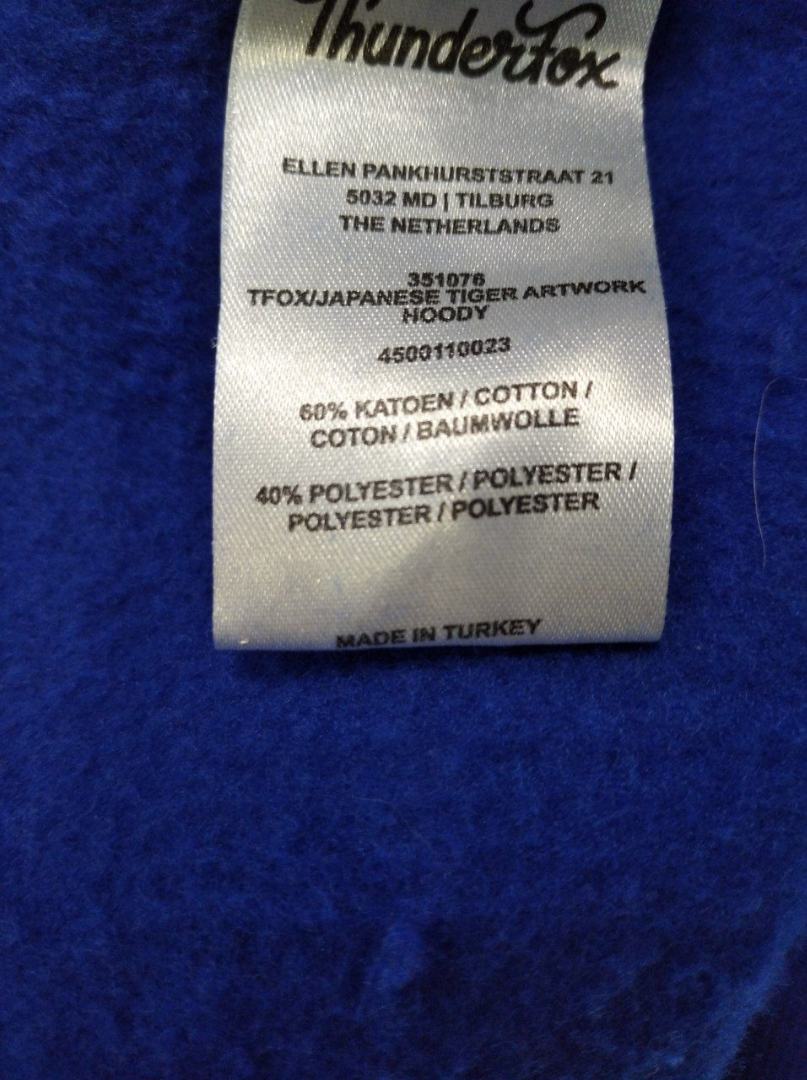 ThunderFox
ELLEN PANKHURSTSTRAAT 21
5032 MD | TILBURG
THE NETHERLANDS
351076
TFOX/JAPANESE TIGER ARTWORK
HOODY
4500110023
60% KATOEN / COTTON /
COTON / BAUMWOLLE
40% POLYESTER / POLYESTER /
POLYESTER / POLYESTER
MADE IN TURKEY